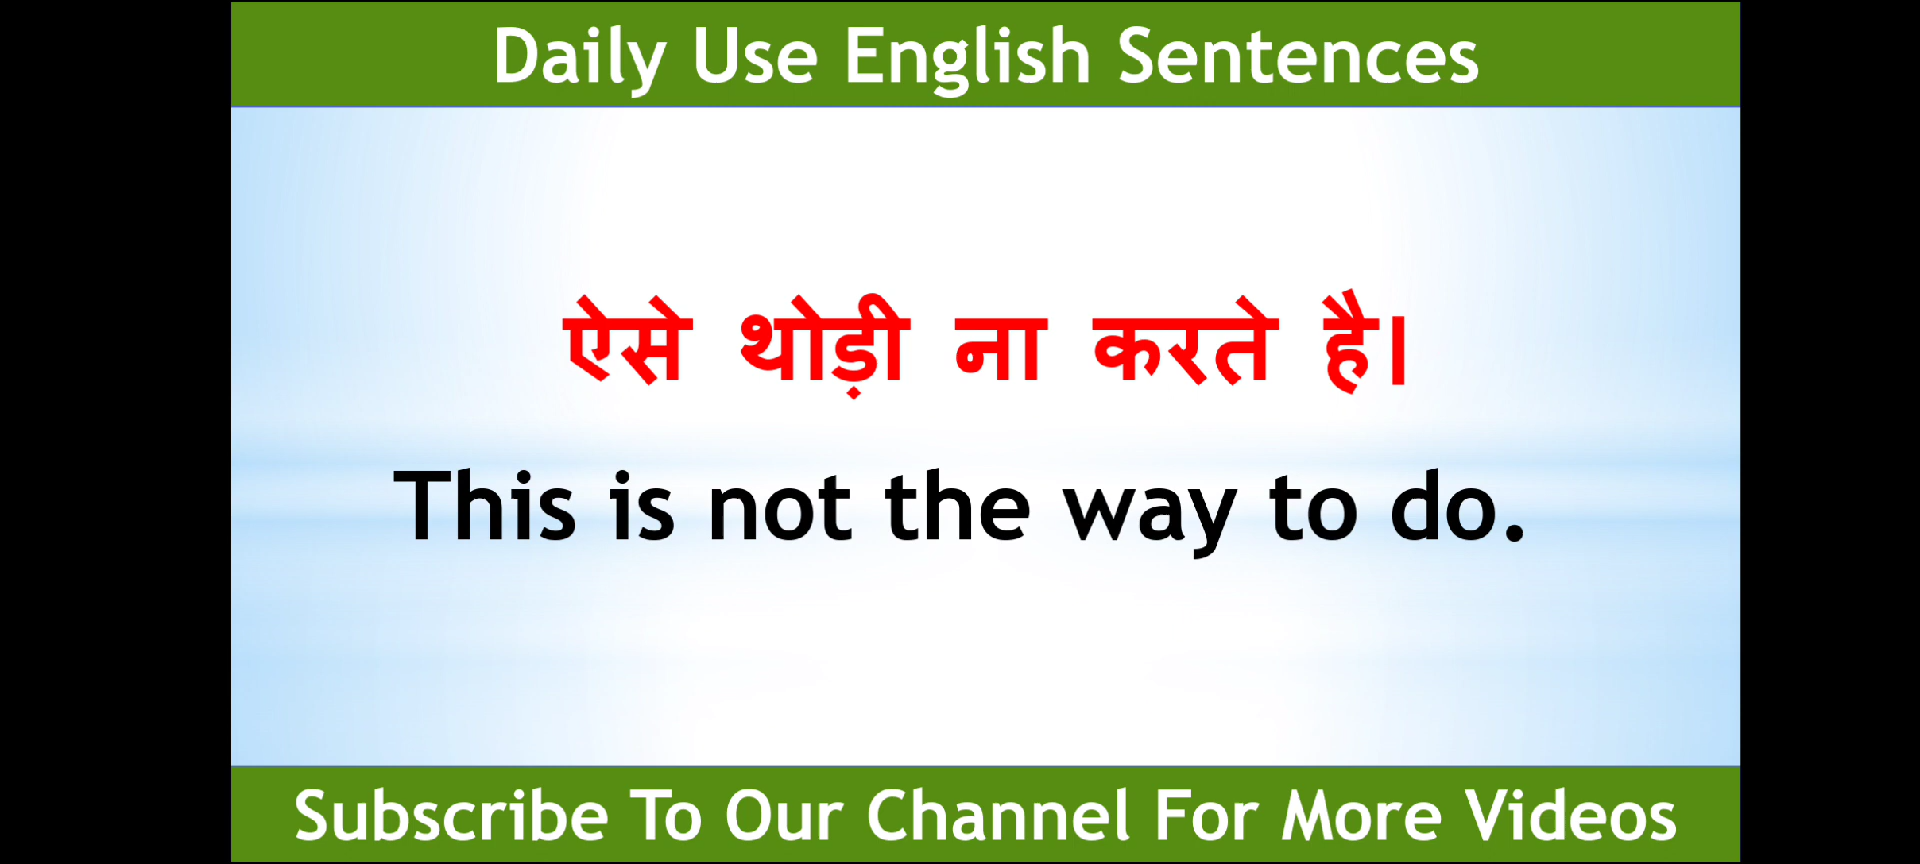 Daily Use English Sentences
ऐसे थोड़ी ना करते है।
This is not the way to do.
Subscribe To Our Channel For More Videos